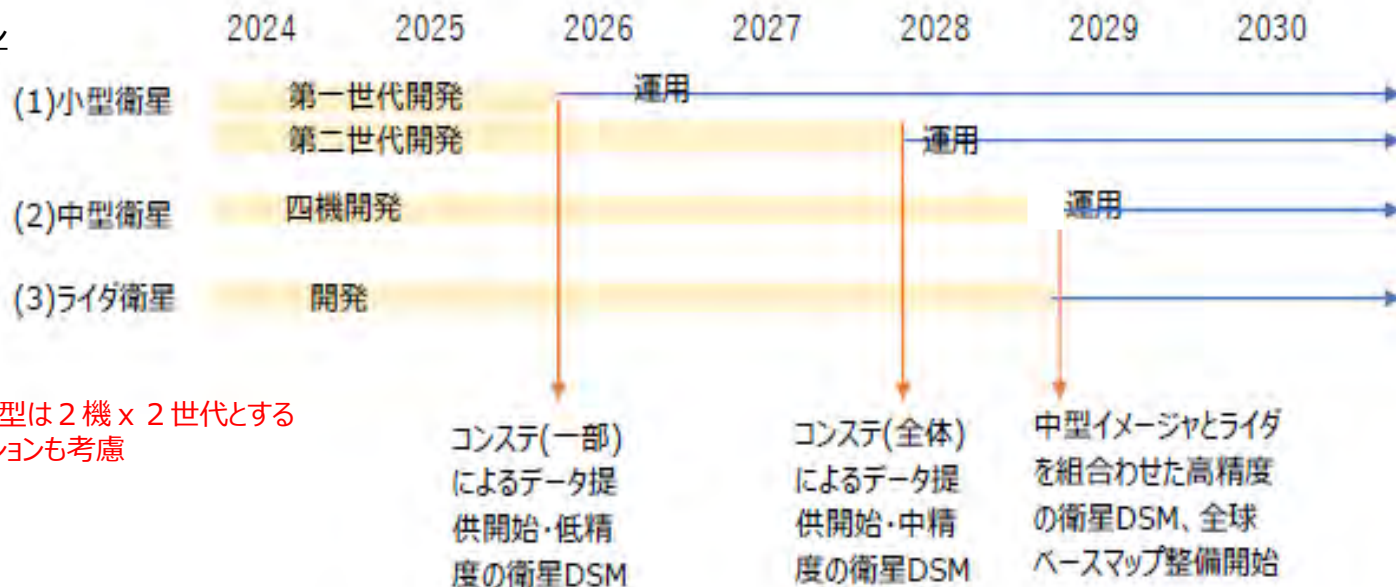 2024 2025 2026 2027 2028 2029 2030
(1)小型衛星 第一世代開発 運用
第二世代開発 運用
(2)中型衛星 四機開発 運用
(3)ライダ衛星 開発
型は2機x2世代とする
ションも考慮
コンステ(一部)
によるデータ提
供開始・低精
度の衛星DSM
コンステ(全体)
によるデータ提
供開始・中精
度の衛星DSM
中型イメージャとライダ
を組合わせた高精度
の衛星DSM、全球
ベースマップ整備開始